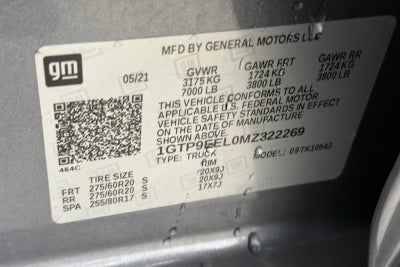 gm
MFD BY GENERAL MOTORS LLC
05/21 GVWR GAWR FRT GAWR RR
3175 KG 1724 KG 1724 KG
7000 LB 3800 LB 3800 LB
THIS VEHICLE CONFORMS TO ALL
APPLICABLE U.S. FEDERAL MOTOR
VEHICLE SAFETY STANDARDS IN EFFECT
ON THE DATE OF MANUFACTURE
1GTP9EEL0MZ322269
464C TYPE: TRUCK MODEL: 09TK10543
TIRE SIZE RIM
FRT 275/60R20 S 20X9J
RR 275/60R20 S 20X9J
SPA 255/80R17 S 17X7J